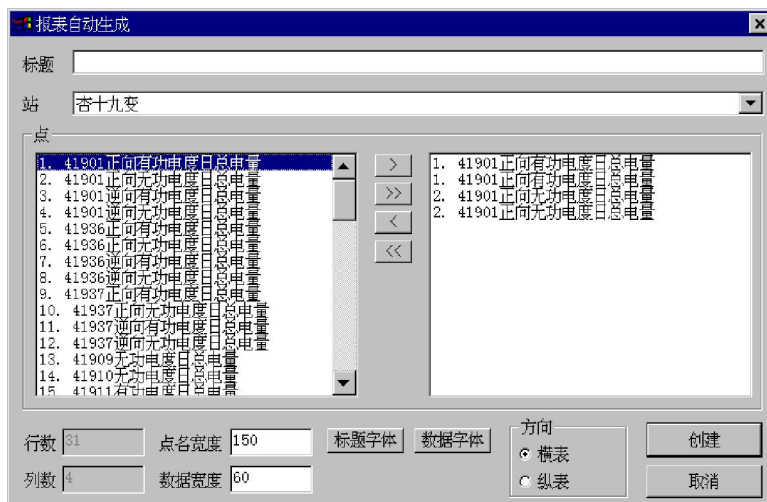 报表自动生成
标题
站 杏十九变
点
1. 41901正向有功电度日总电量
2. 41901正向无功电度日总电量
3. 41901逆向有功电度日总电量
4. 41901逆向无功电度日总电量
5. 41936正向有功电度日总电量
6. 41936正向无功电度日总电量
7. 41936逆向有功电度日总电量
8. 41936逆向无功电度日总电量
9. 41937正向有功电度日总电量
10. 41937正向无功电度日总电量
11. 41937逆向有功电度日总电量
12. 41937逆向无功电度日总电量
13. 41909无功电度日总电量
14. 41910无功电度日总电量
15. 41911有功电度日总电量
>
>>
<
<<
1. 41901正向有功电度日总电量
1. 41901正向有功电度日总电量
2. 41901正向无功电度日总电量
2. 41901正向无功电度日总电量
行数 31 点名宽度 150 标题字体 数据字体
列数 4 数据宽度 60
方向
横表
纵表
创建
取消